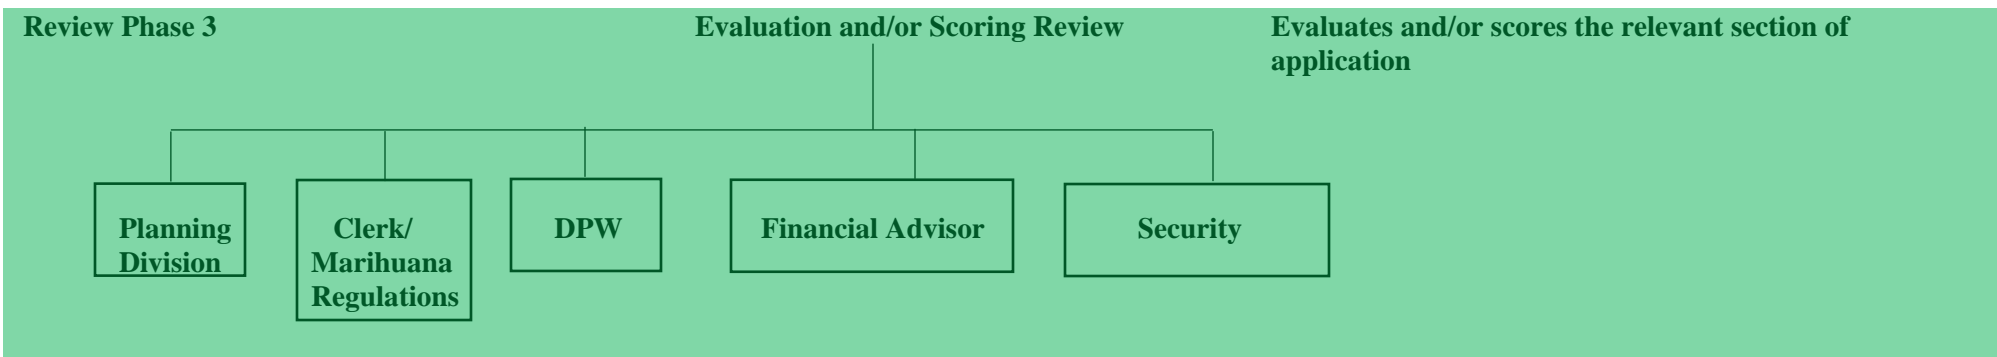 Review Phase 3
Evaluation and/or Scoring Review
Evaluates and/or scores the relevant section of
application
Planning
Division
Clerk/
Marihuana
Regulations
DPW
Financial Advisor
Security